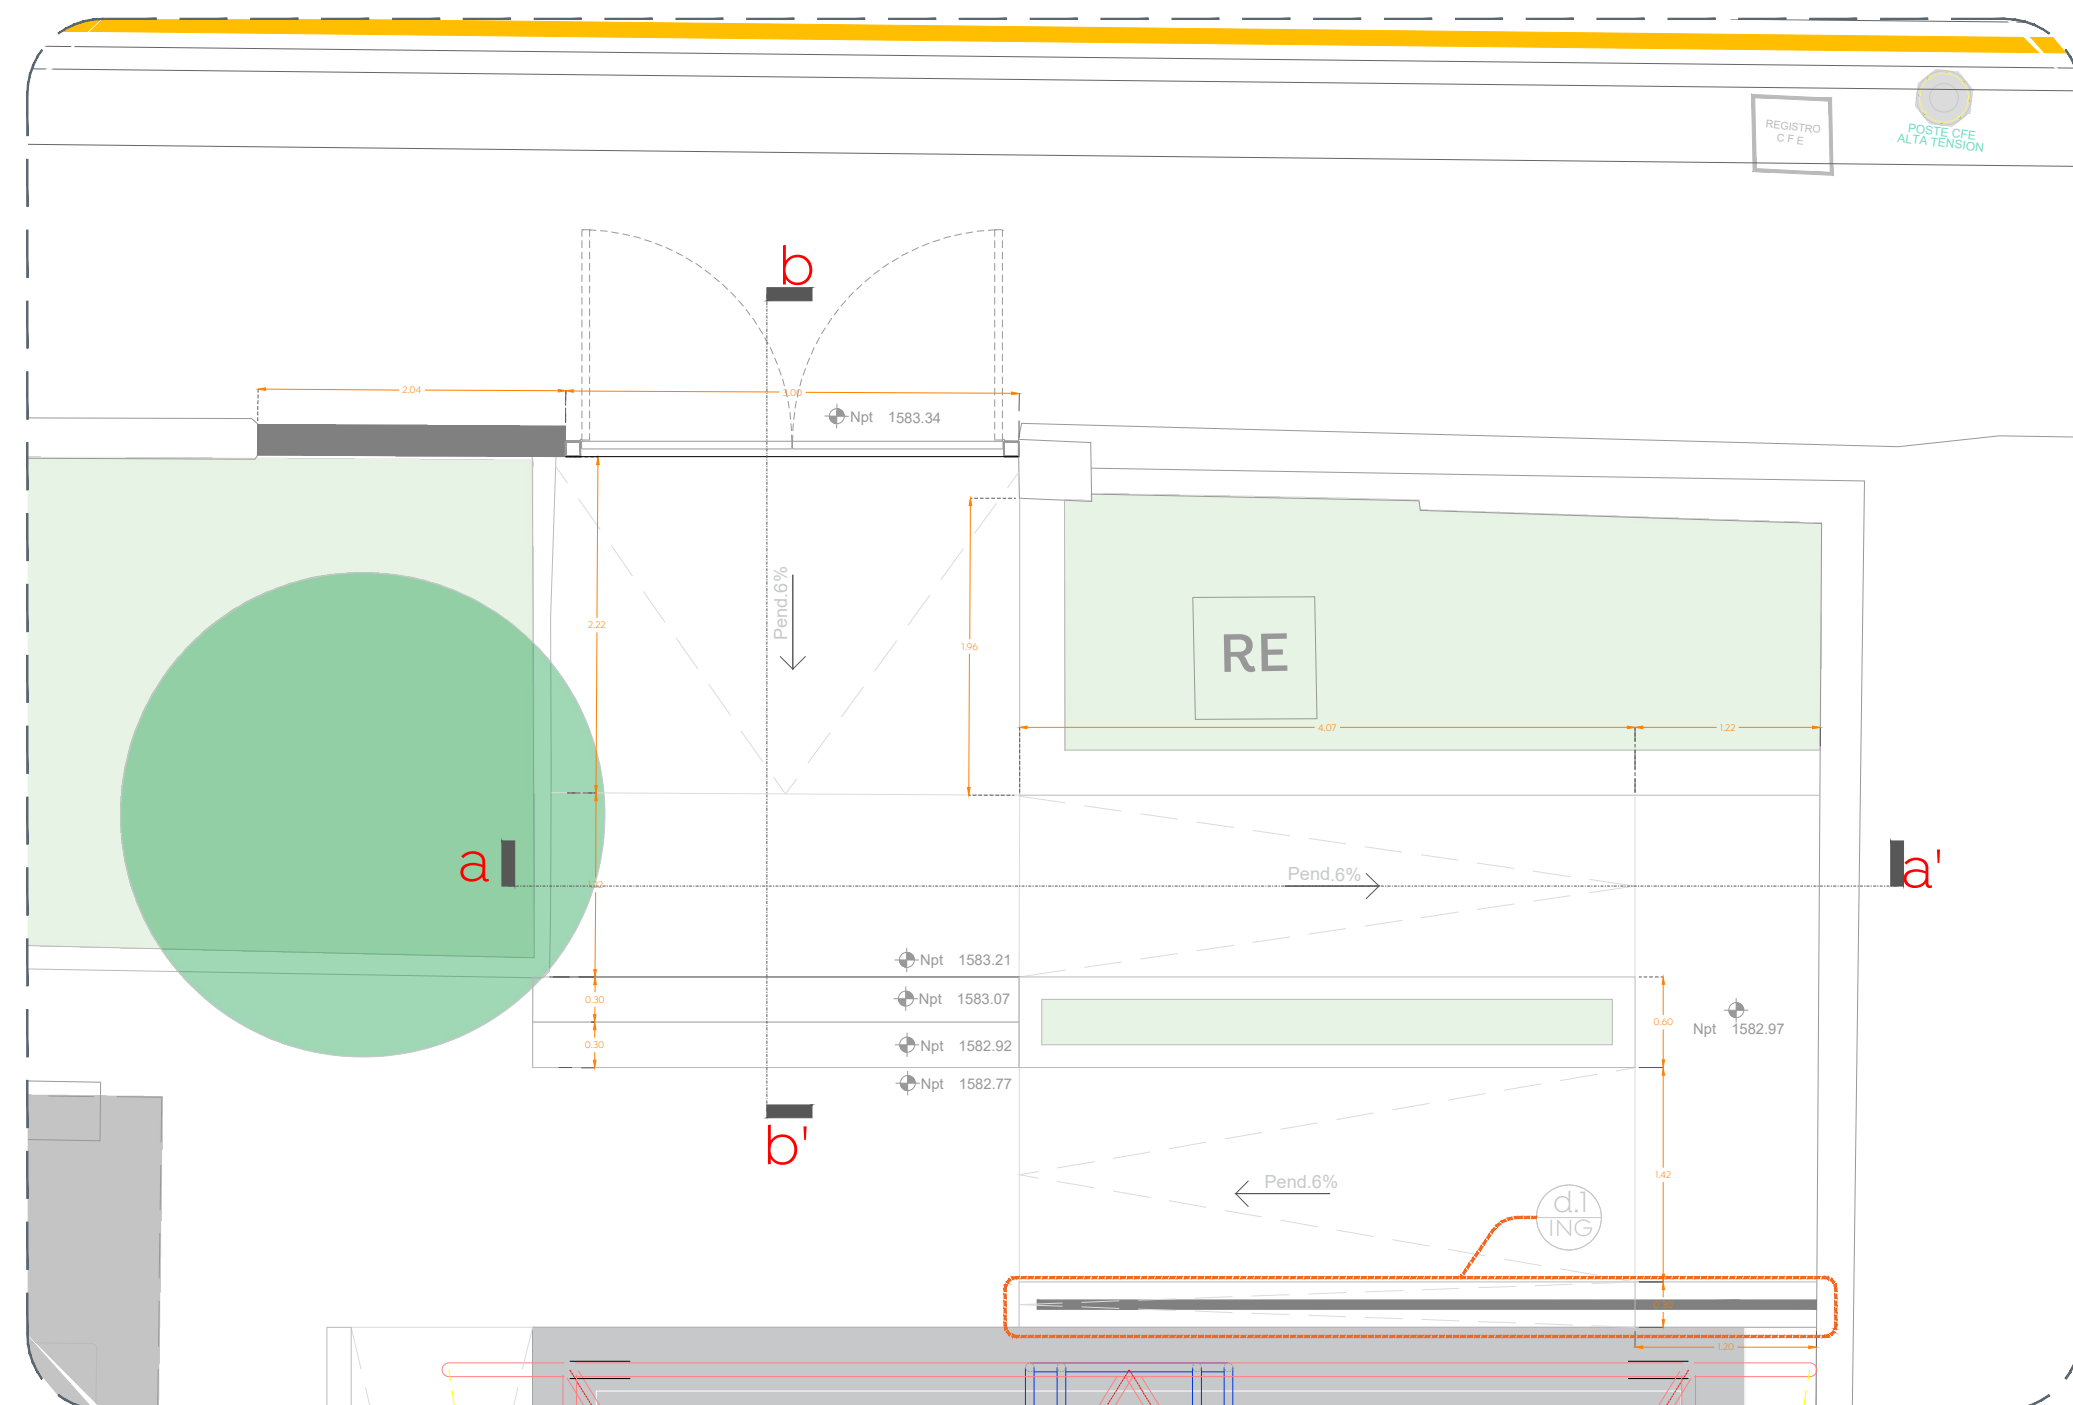 REGISTRO
C F E
POSTE CFE
ALTA TENSION
b
2.04
3.00
Npt 1583.34
Pend.6%
2.22
1.96
RE
4.07
1.22
a
Pend.6%
a'
Npt 1583.21
0.30
Npt 1583.07
0.60
Npt 1582.97
0.30
Npt 1582.92
Npt 1582.77
b'
1.42
Pend.6%
d.1
ING
1.20